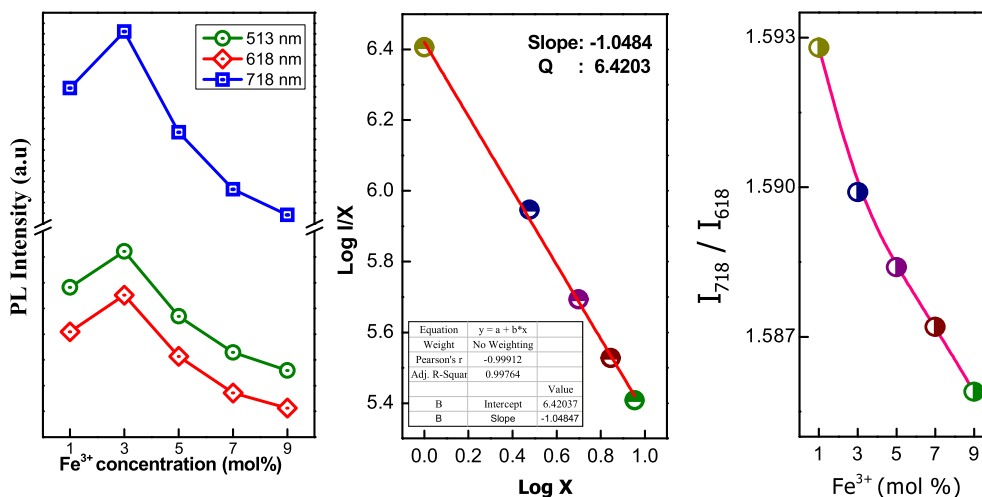 513 nm
618 nm
718 nm
PL Intensity (a.u)
1 3 5 7 9
Fe³⁺ concentration (mol%)
Slope: -1.0484
Q : 6.4203
6.4
6.2
6.0
5.8
5.6
5.4
Log I/X
Equation y = a + b*x
Weight No Weighting
Pearson's r -0.99912
Adj. R-Squar 0.99764
Value
B Intercept 6.42037
B Slope -1.04847
0.0 0.2 0.4 0.6 0.8 1.0
Log X
1.593
1.590
1.587
I₇₁₈ / I₆₁₈
1 3 5 7 9
Fe³⁺ (mol %)